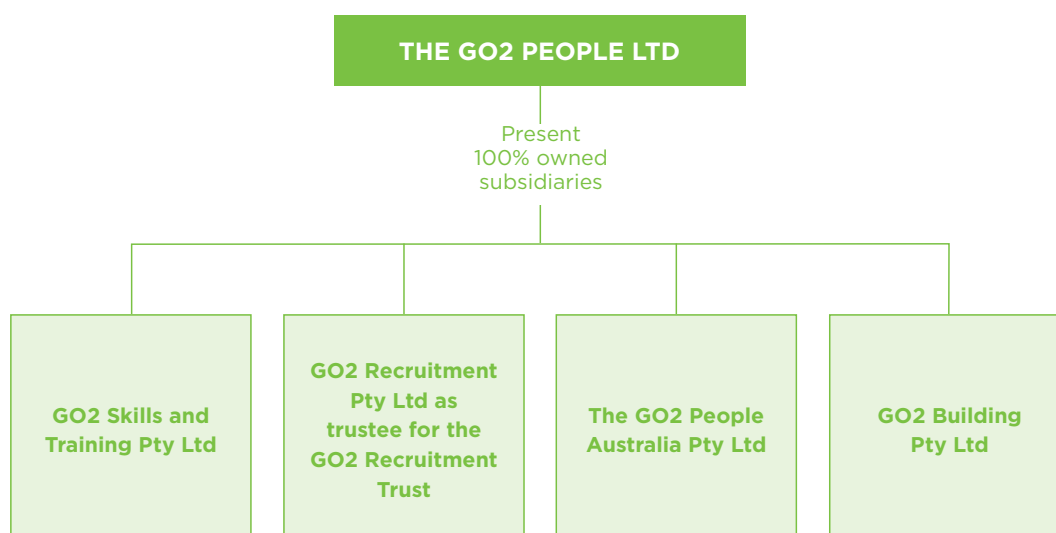 THE GO2 PEOPLE LTD
Present
100% owned
subsidiaries
GO2 Skills and
Training Pty Ltd
GO2 Recruitment
Pty Ltd as
trustee for the
GO2 Recruitment
Trust
The GO2 People
Australia Pty Ltd
GO2 Building
Pty Ltd